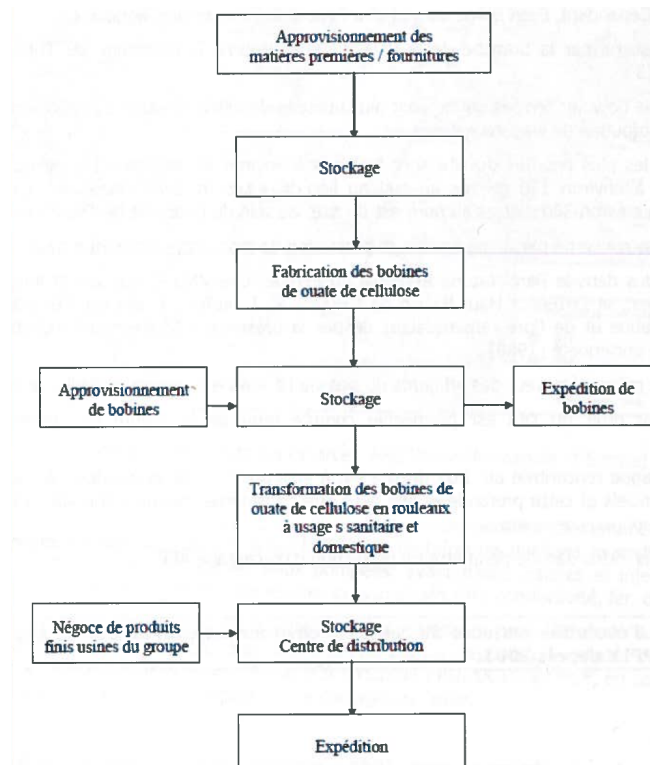 Approvisionnement des
matières premières / fournitures
Stockage
Fabrication des bobines
de ouate de cellulose
Approvisionnement
de bobines
Stockage
Expédition de
bobines
Transformation des bobines de
ouate de cellulose en rouleaux
à usage s sanitaire et
domestique
Négoce de produits
finis usines du groupe
Stockage
Centre de distribution
Expédition